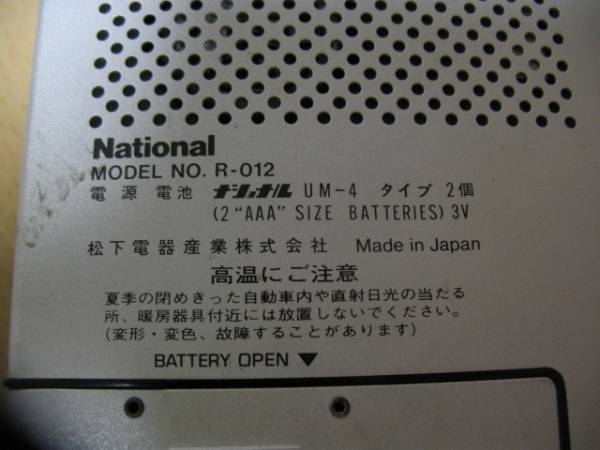 National
MODEL NO. R-012
電源 電池 ナショナル UM-4 タイプ 2個
(2 "AAA" SIZE BATTERIES) 3V
松下電器産業株式会社 Made in Japan
高温にご注意
夏季の閉めきった自動車内や直射日光の当たる
所、暖房器具付近には放置しないでください。
(変形・変色、故障することがあります)
BATTERY OPEN ▼